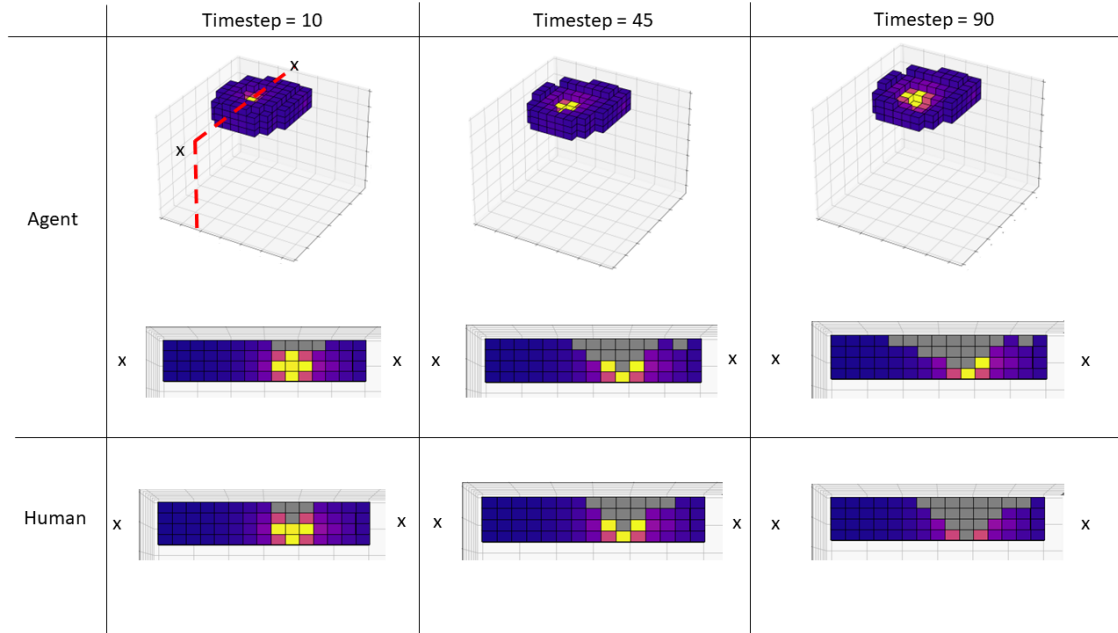 Timestep = 10
Timestep = 45
Timestep = 90
Agent
x
x
x
x
x
x
x
x
Human
x
x
x
x
x
x